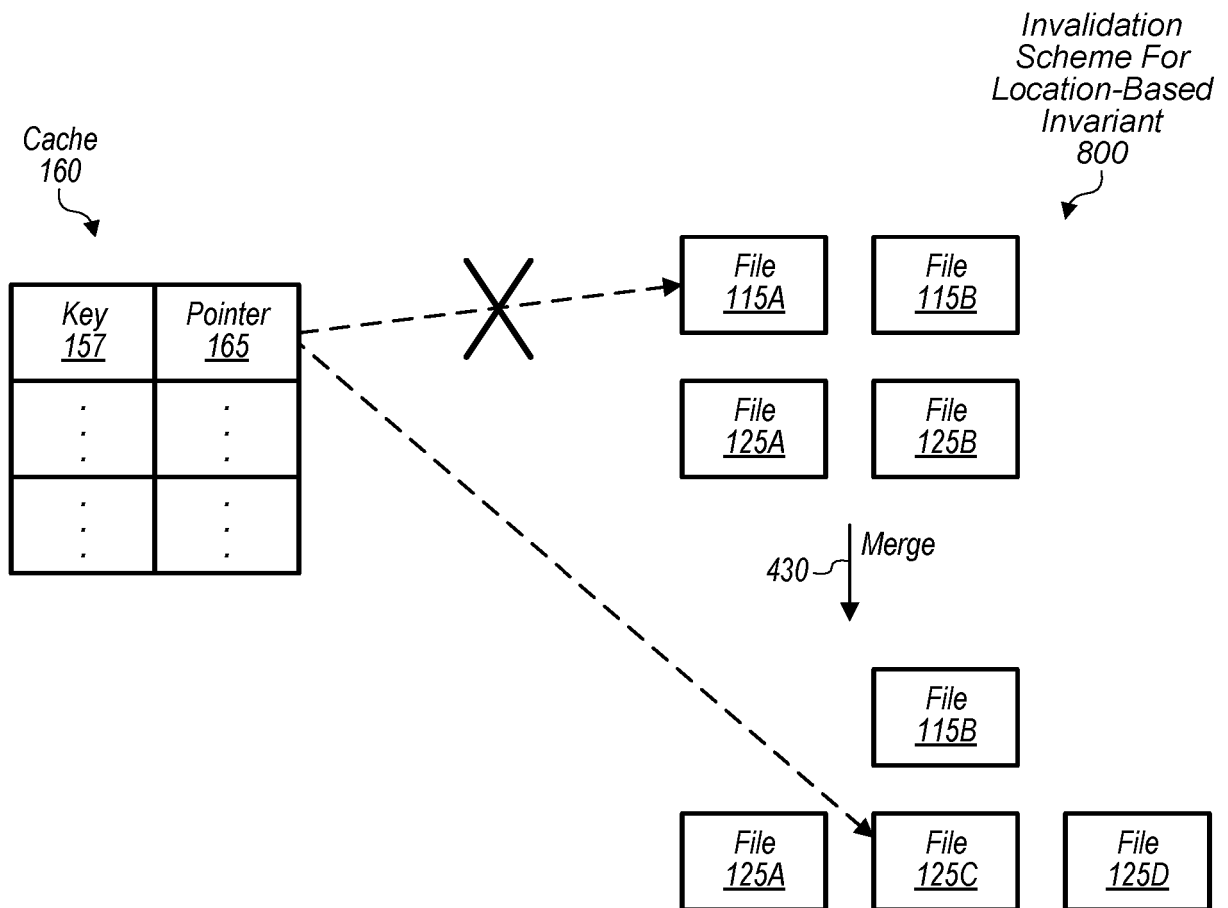 Invalidation
Scheme For
Location-Based
Invariant
800
Cache
160
Key
157
Pointer
165
.
.
.
.
.
.
.
.
.
.
.
.
File
115A
File
115B
File
125A
File
125B
430
Merge
File
115B
File
125A
File
125C
File
125D